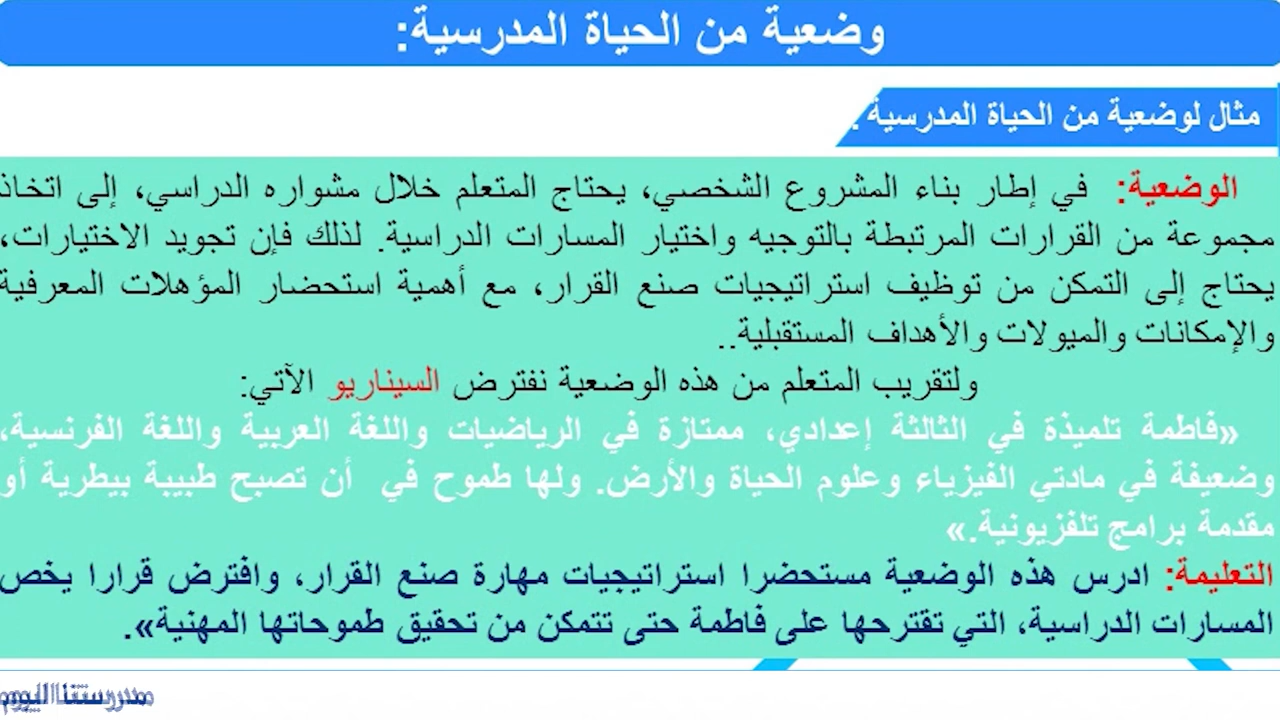 وضعية من الحياة المدرسية:
مثال لوضعية من الحياة المدرسية :
الوضعية: في إطار بناء المشروع الشخصي، يحتاج المتعلم خلال مشواره الدراسي، إلى اتخاذ
مجموعة من القرارات المرتبطة بالتوجيه واختيار المسارات الدراسية. لذلك فإن تجويد الاختيارات،
يحتاج إلى التمكن من توظيف استراتيجيات صنع القرار، مع أهمية استحضار المؤهلات المعرفية
والإمكانات والميولات والأهداف المستقبلية..
ولتقريب المتعلم من هذه الوضعية نفترض السيناريو الآتي:
«فاطمة تلميذة في الثالثة إعدادي، ممتازة في الرياضيات واللغة العربية واللغة الفرنسية،
وضعيفة في مادتي الفيزياء وعلوم الحياة والأرض. ولها طموح في أن تصبح طبيبة بيطرية أو
مقدمة برامج تلفزيونية.»
التعليمة: ادرس هذه الوضعية مستحضرا استراتيجيات مهارة صنع القرار، وافترض قرارا يخص
المسارات الدراسية، التي تقترحها على فاطمة حتى تتمكن من تحقيق طموحاتها المهنية».
مدرستنا اليوم